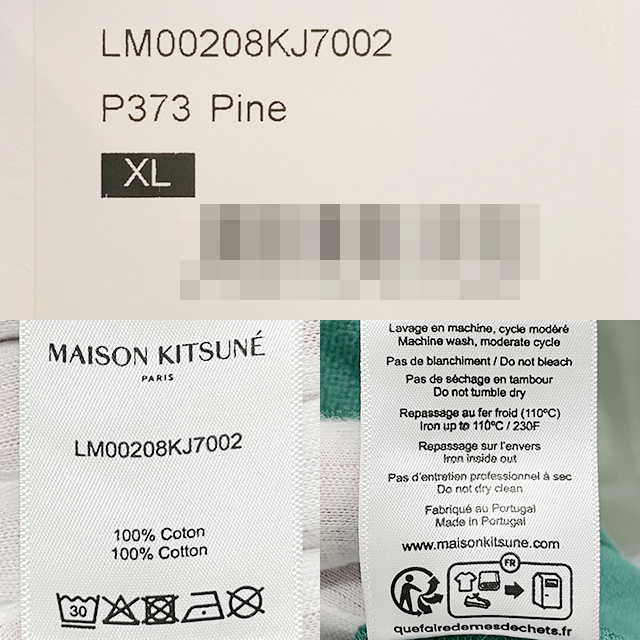 LM00208KJ7002
P373 Pine
XL
MAISON KITSUNÉ
PARIS
LM00208KJ7002
100% Coton
100% Cotton
30
Lavage en machine, cycle modéré
Machine wash, moderate cycle
Pas de blanchiment / Do not bleach
Pas de séchage en tambour
Do not tumble dry
Repassage au fer froid (110°C)
Iron up to 110°C / 230F
Repassage sur l'envers
Iron inside out
Pas d'entretien professionnel à sec
Do not dry clean
Fabriqué au Portugal
Made in Portugal
www.maisonkitsune.com
FR
quefairedemesdechets.fr